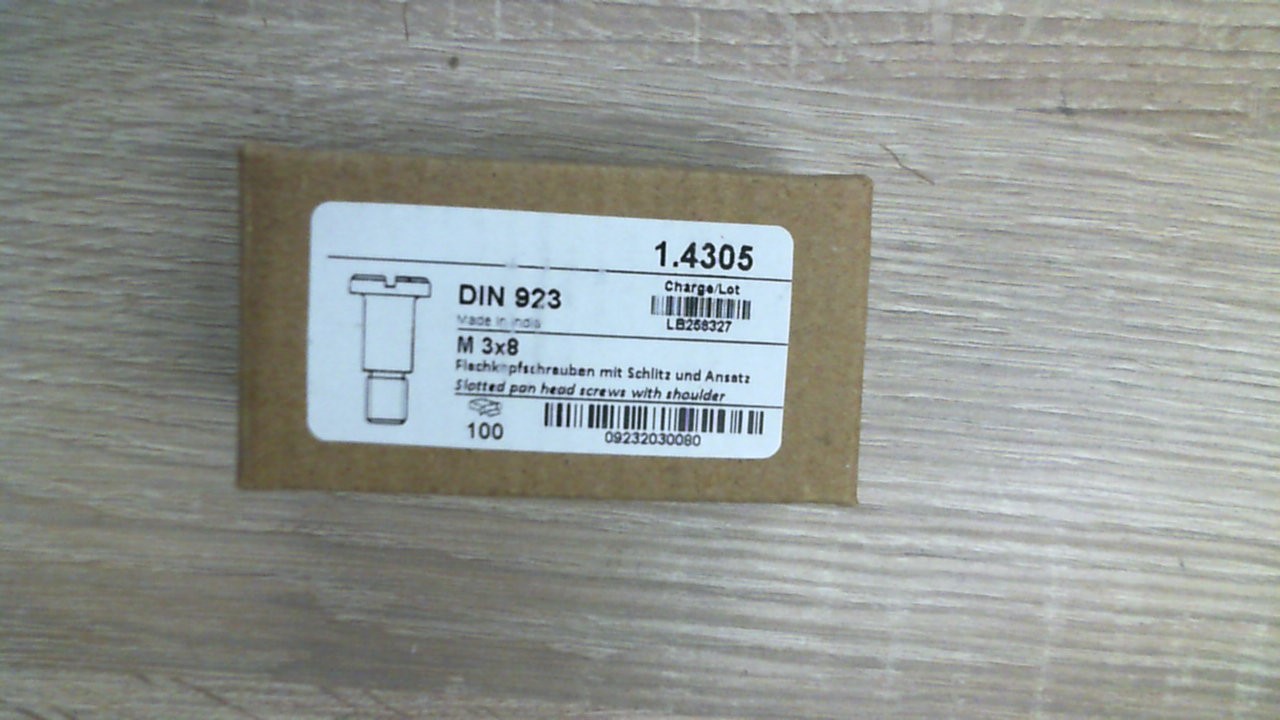 1.4305
DIN 923
Charge/Lot
Made in India
LB258327
M 3x8
Flachkopfschrauben mit Schlitz und Ansatz
Slotted pan head screws with shoulder
100
09232030080